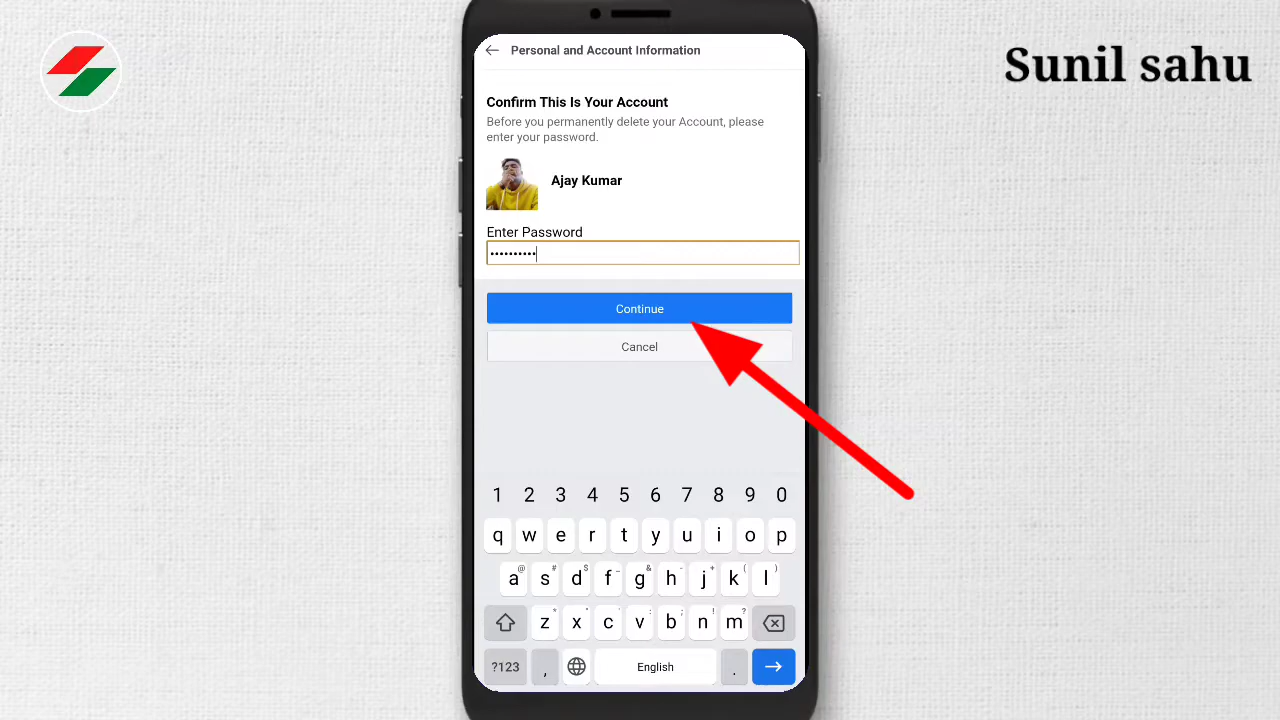 Sunil sahu
Personal and Account Information
Confirm This Is Your Account
Before you permanently delete your Account, please
enter your password.
Ajay Kumar
Enter Password
••••••••••
Continue
Cancel
1 2 3 4 5 6 7 8 9 0
q w e r t y u i o p
@ # $ _ & - + ( )
a s d f g h j k l
* " ' : ; ! ?
z x c v b n m
?123 , English .